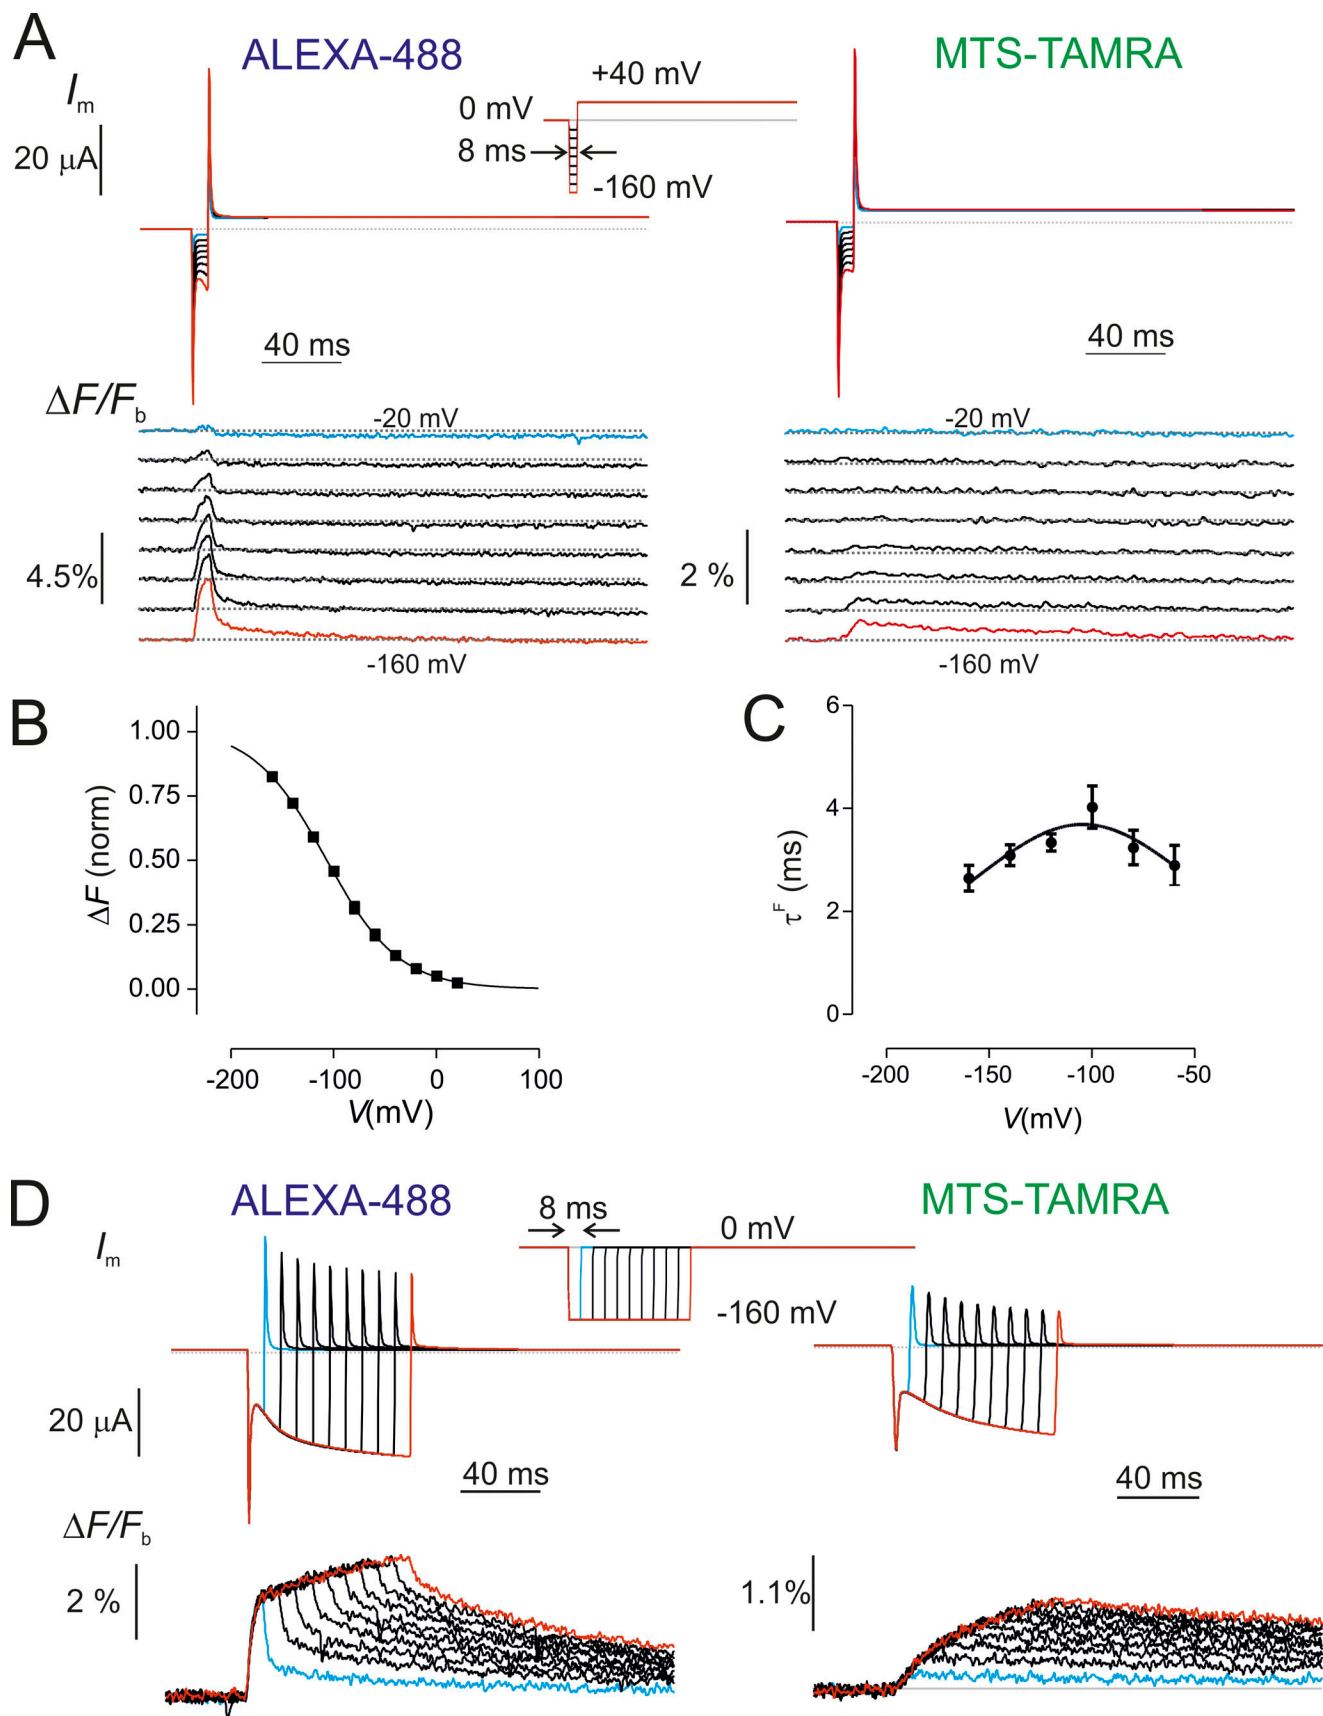 A
ALEXA-488
MTS-TAMRA
Im
20 μA
0 mV
+40 mV
8 ms
-160 mV
40 ms
40 ms
ΔF/Fb
-20 mV
-20 mV
4.5%
2 %
-160 mV
-160 mV
B
ΔF (norm)
1.00
0.75
0.50
0.25
0.00
-200
-100
0
100
V(mV)
C
τF (ms)
6
4
2
0
-200
-150
-100
-50
V(mV)
D
ALEXA-488
MTS-TAMRA
Im
8 ms
0 mV
-160 mV
20 μA
40 ms
40 ms
ΔF/Fb
2 %
1.1%